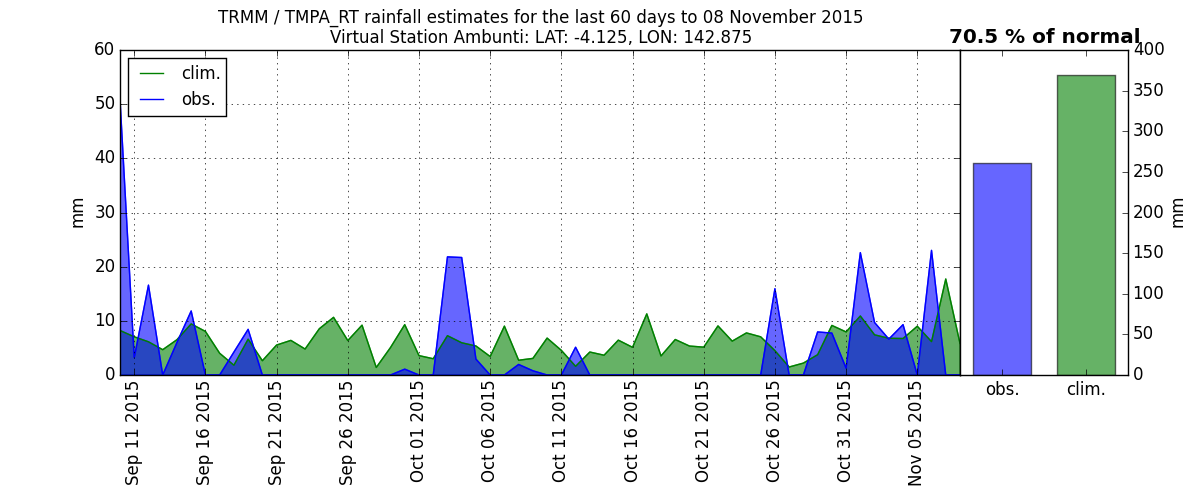 TRMM / TMPA_RT rainfall estimates for the last 60 days to 08 November 2015
Virtual Station Ambunti: LAT: -4.125, LON: 142.875
70.5 % of normal
clim.
obs.
60
50
40
30
20
10
0
mm
Sep 11 2015
Sep 16 2015
Sep 21 2015
Sep 26 2015
Oct 01 2015
Oct 06 2015
Oct 11 2015
Oct 16 2015
Oct 21 2015
Oct 26 2015
Oct 31 2015
Nov 05 2015
400
350
300
250
200
150
100
50
0
mm
obs.
clim.